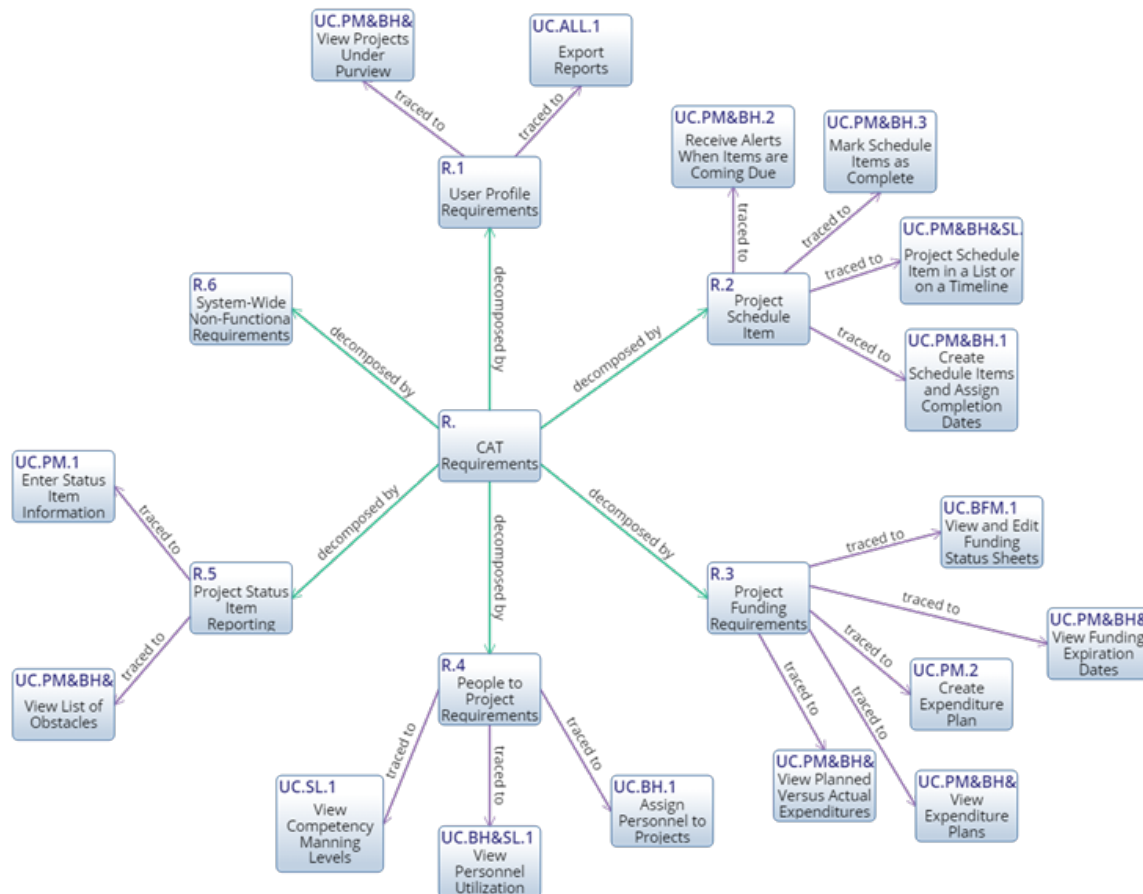 UC.PM&BH&
View Projects
Under
Purview
UC.ALL.1
Export
Reports
traced to
traced to
R.1
User Profile
Requirements
UC.PM&BH.2
Receive Alerts
When Items are
Coming Due
UC.PM&BH.3
Mark Schedule
Items as
Complete
traced to
traced to
UC.PM&BH&SL.
Project Schedule
Item in a List or
on a Timeline
traced to
R.2
Project
Schedule
Item
traced to
UC.PM&BH.1
Create
Schedule Items
and Assign
Completion
Dates
R.6
System-Wide
Non-Functiona
Requirements
decomposed by
decomposed by
decomposed by
R.
CAT
Requirements
decomposed by
decomposed by
decomposed by
UC.PM.1
Enter Status
Item
Information
traced to
R.5
Project Status
Item
Reporting
traced to
UC.PM&BH&
View List of
Obstacles
R.4
People to
Project
Requirements
traced to
traced to
traced to
UC.SL.1
View
Competency
Manning
Levels
UC.BH&SL.1
View
Personnel
Utilization
UC.BH.1
Assign
Personnel to
Projects
R.3
Project
Funding
Requirements
traced to
UC.BFM.1
View and Edit
Funding
Status Sheets
traced to
UC.PM&BH&
View Funding
Expiration
Dates
traced to
UC.PM.2
Create
Expenditure
Plan
traced to
traced to
UC.PM&BH&
View Planned
Versus Actual
Expenditures
UC.PM&BH&
View
Expenditure
Plans